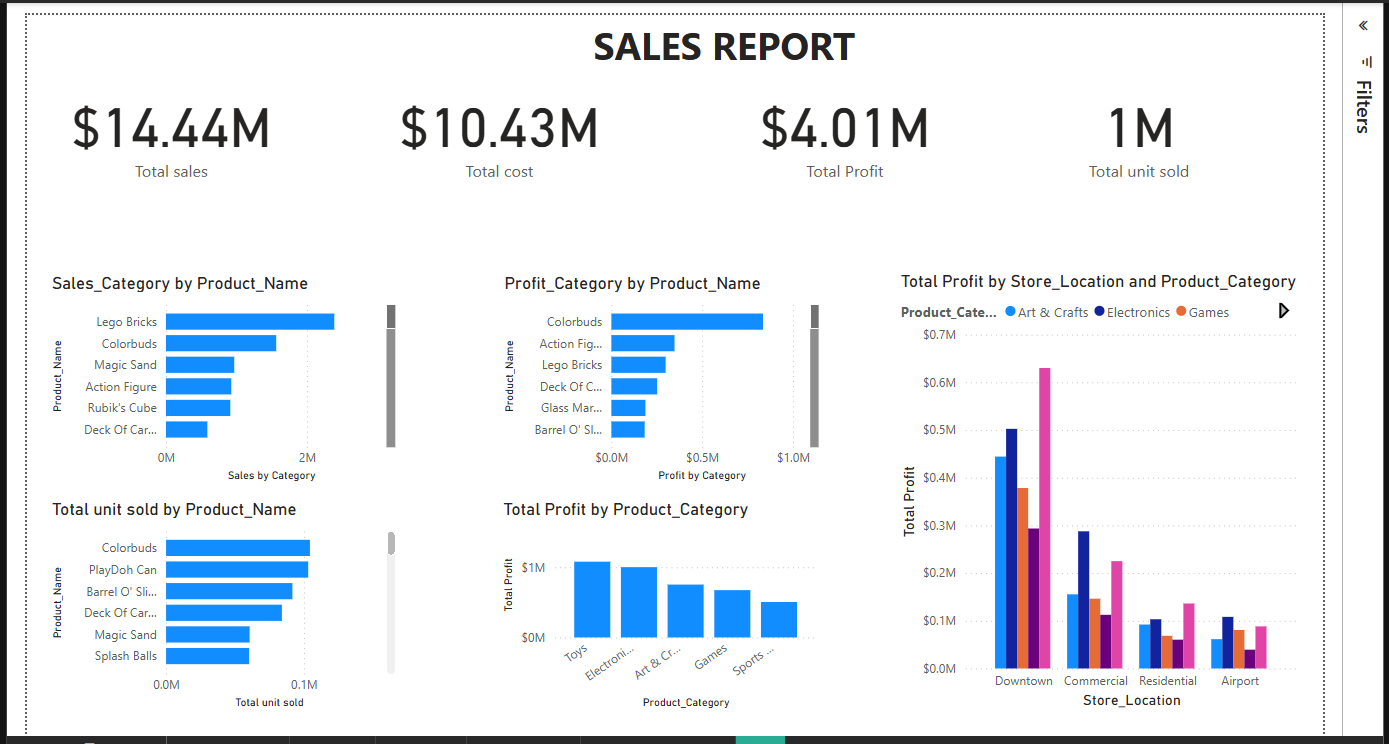 SALES REPORT
$14.44M
Total sales
$10.43M
Total cost
$4.01M
Total Profit
1M
Total unit sold
Filters
Sales_Category by Product_Name
Product_Name
Lego Bricks
Colorbuds
Magic Sand
Action Figure
Rubik's Cube
Deck Of Car...
0M 2M
Sales by Category
Profit_Category by Product_Name
Product_Name
Colorbuds
Action Fig...
Lego Bricks
Deck Of C...
Glass Mar...
Barrel O' Sl...
$0.0M $0.5M $1.0M
Profit by Category
Total Profit by Store_Location and Product_Category
Product_Cate... Art & Crafts Electronics Games
Total Profit
$0.7M
$0.6M
$0.5M
$0.4M
$0.3M
$0.2M
$0.1M
$0.0M
Downtown Commercial Residential Airport
Store_Location
Total unit sold by Product_Name
Product_Name
Colorbuds
PlayDoh Can
Barrel O' Sli...
Deck Of Car...
Magic Sand
Splash Balls
0.0M 0.1M
Total unit sold
Total Profit by Product_Category
Total Profit
$1M
$0M
Toys Electroni... Art & Cr... Games Sports ...
Product_Category